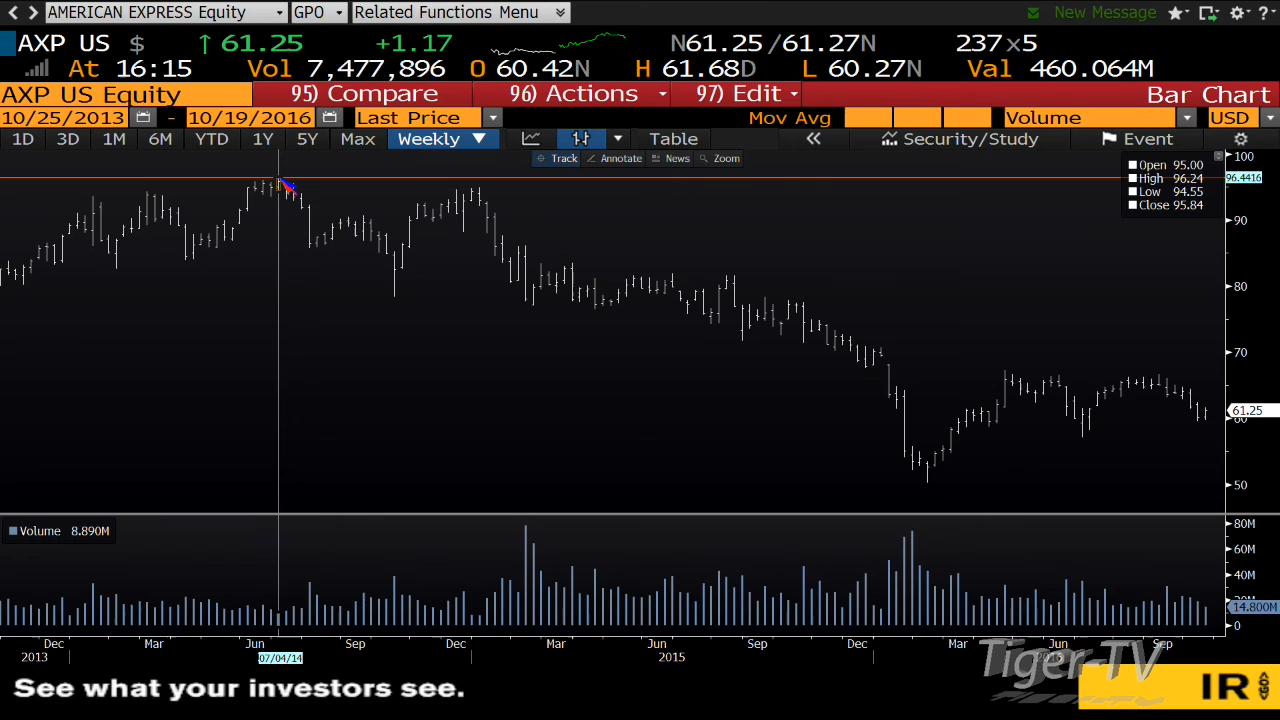 AMERICAN EXPRESS Equity GPO Related Functions Menu New Message
AXP US $ ↑ 61.25 +1.17 N61.25 /61.27N 237x5
At 16:15 Vol 7,477,896 O 60.42N H 61.68D L 60.27N Val 460.064M
AXP US Equity 95) Compare 96) Actions 97) Edit Bar Chart
10/25/2013 - 10/19/2016 Last Price Mov Avg Volume USD
1D 3D 1M 6M YTD 1Y 5Y Max Weekly ▼ Table « Security/Study Event
Track Annotate News Zoom
Open 95.00
High 96.24
Low 94.55
Close 95.84
100
96.4416
90
80
70
61.25
60
50
Volume 8.890M
80M
60M
40M
20M
14.800M
0
Dec Mar Jun Sep Dec Mar Jun Sep Dec Mar Jun Sep
2013 07/04/14 2015 2016
Tiger-TV
See what your investors see.
IR